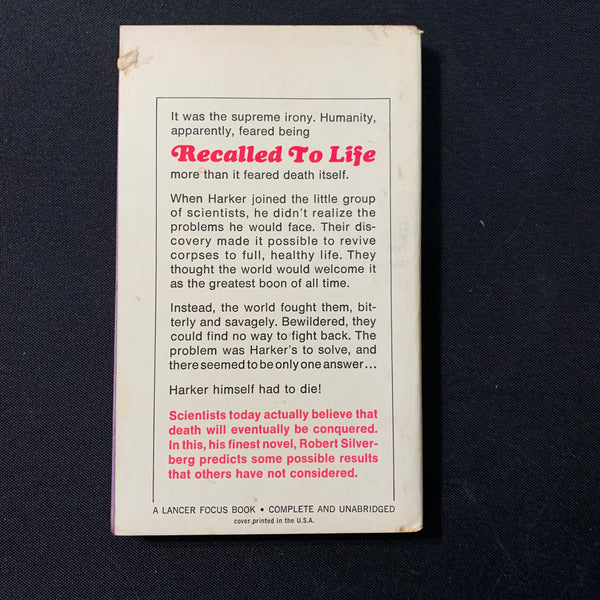 It was the supreme irony. Humanity,
apparently, feared being
Recalled To Life
more than it feared death itself.
When Harker joined the little group
of scientists, he didn't realize the
problems he would face. Their dis-
covery made it possible to revive
corpses to full, healthy life. They
thought the world would welcome it
as the greatest boon of all time.
Instead, the world fought them, bit-
terly and savagely. Bewildered, they
could find no way to fight back. The
problem was Harker's to solve, and
there seemed to be only one answer...
Harker himself had to die!
Scientists today actually believe that
death will eventually be conquered.
In this, his finest novel, Robert Silver-
berg predicts some possible results
that others have not considered.
A LANCER FOCUS BOOK • COMPLETE AND UNABRIDGED
cover printed in the U.S.A.